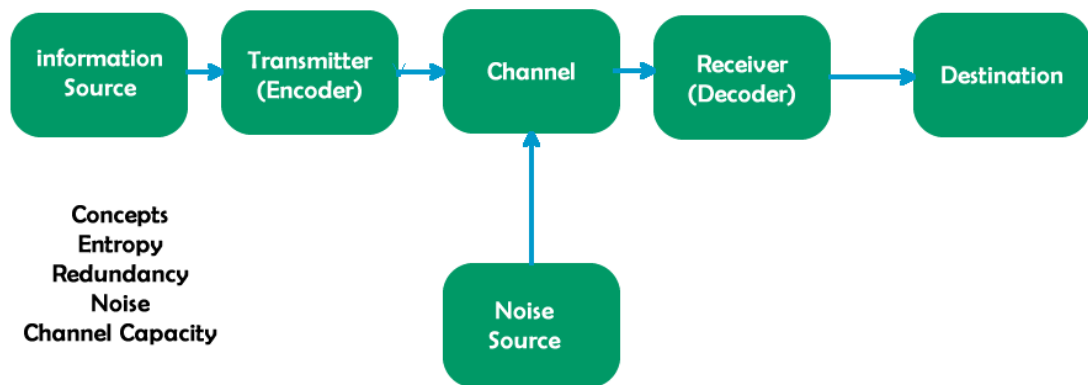 information
Source
Transmitter
(Encoder)
Channel
Receiver
(Decoder)
Destination
Concepts
Entropy
Redundancy
Noise
Channel Capacity
Noise
Source